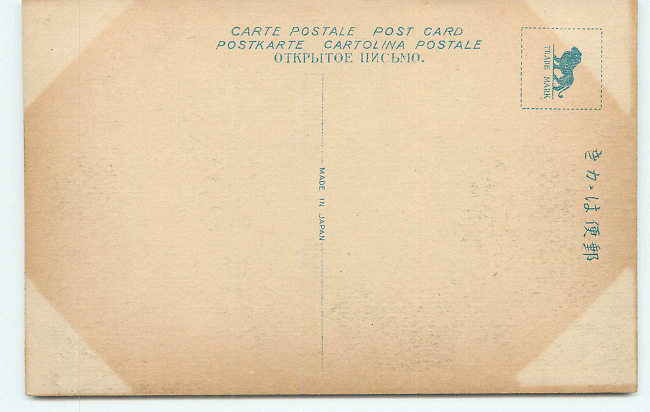 CARTE POSTALE POST CARD
POSTKARTE CARTOLINA POSTALE
ОТКРЫТОЕ ПИСЬМО.
TRADE MARK
MADE IN JAPAN
郵便はがき